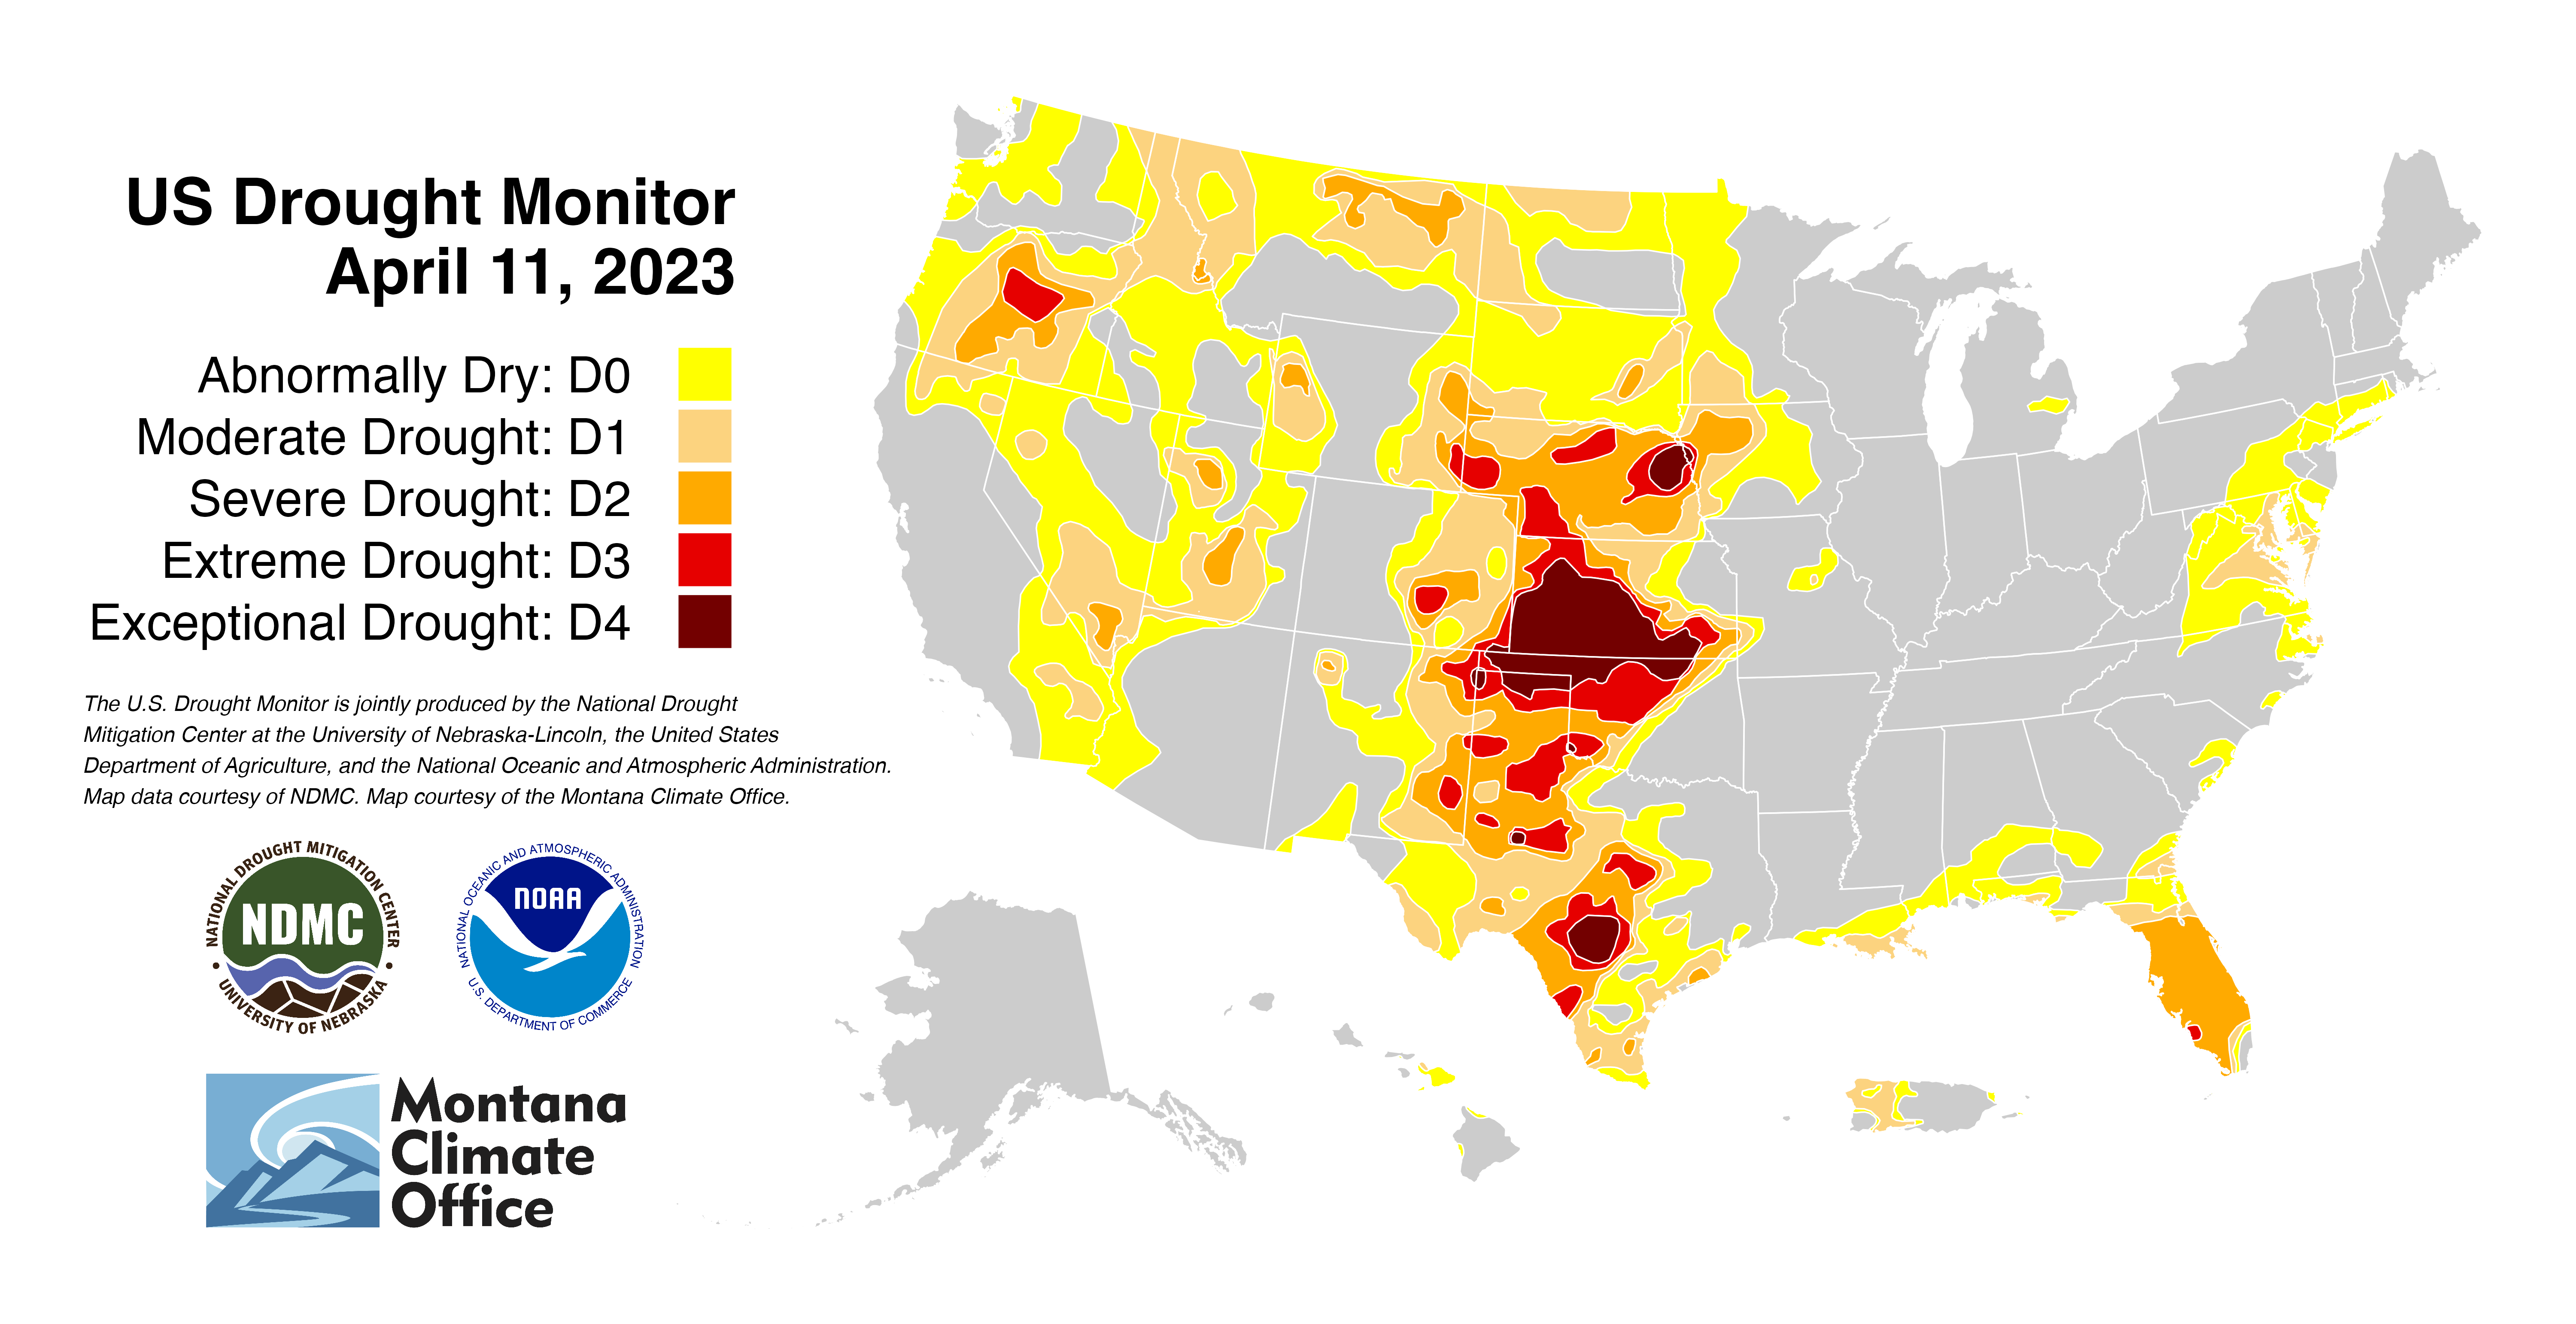 US Drought Monitor
April 11, 2023
Abnormally Dry: D0
Moderate Drought: D1
Severe Drought: D2
Extreme Drought: D3
Exceptional Drought: D4
The U.S. Drought Monitor is jointly produced by the National Drought
Mitigation Center at the University of Nebraska-Lincoln, the United States
Department of Agriculture, and the National Oceanic and Atmospheric Administration.
Map data courtesy of NDMC. Map courtesy of the Montana Climate Office.
NATIONAL DROUGHT MITIGATION CENTER
NDMC
UNIVERSITY OF NEBRASKA
NATIONAL OCEANIC AND ATMOSPHERIC ADMINISTRATION
NOAA
U.S. DEPARTMENT OF COMMERCE
Montana
Climate
Office